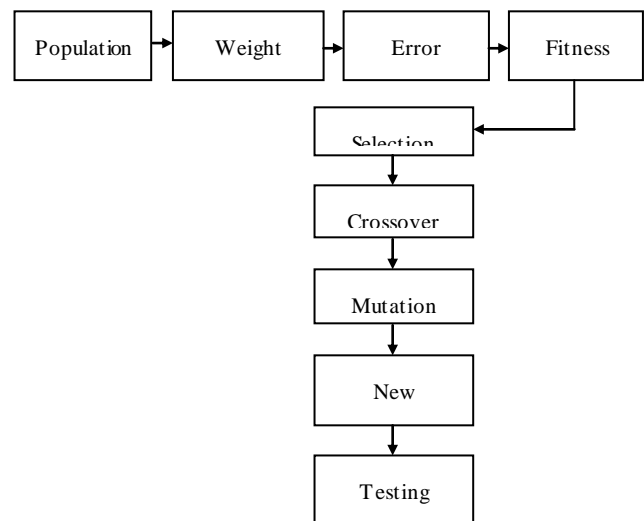 Population
Weight
Error
Fitness
Selection
Crossover
Mutation
New
Testing